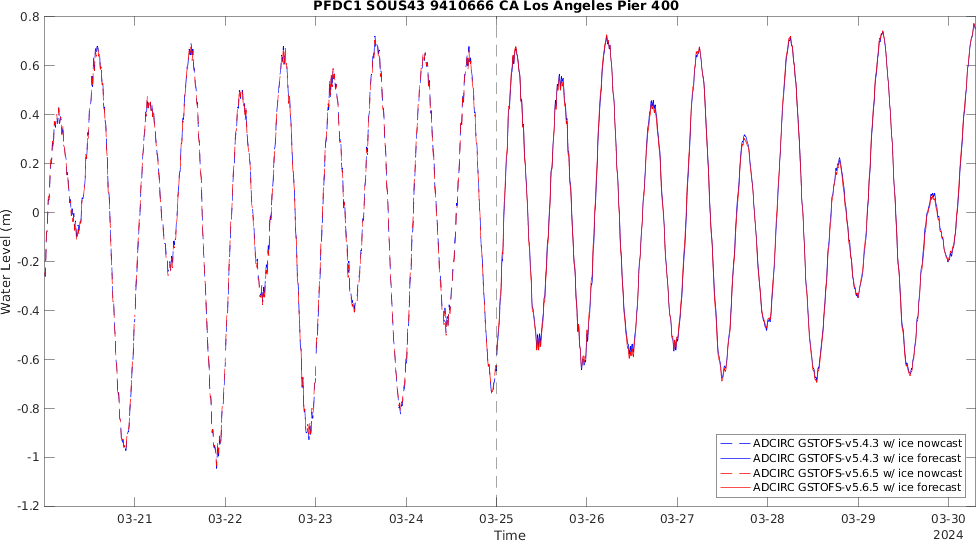 PFDC1 SOUS43 9410666 CA Los Angeles Pier 400
0.8
0.6
0.4
0.2
0
-0.2
-0.4
-0.6
-0.8
-1
-1.2
Water Level (m)
ADCIRC GSTOFS-v5.4.3 w/ ice nowcast
ADCIRC GSTOFS-v5.4.3 w/ ice forecast
ADCIRC GSTOFS-v5.6.5 w/ ice nowcast
ADCIRC GSTOFS-v5.6.5 w/ ice forecast
03-21 03-22 03-23 03-24 03-25 03-26 03-27 03-28 03-29 03-30
Time
2024